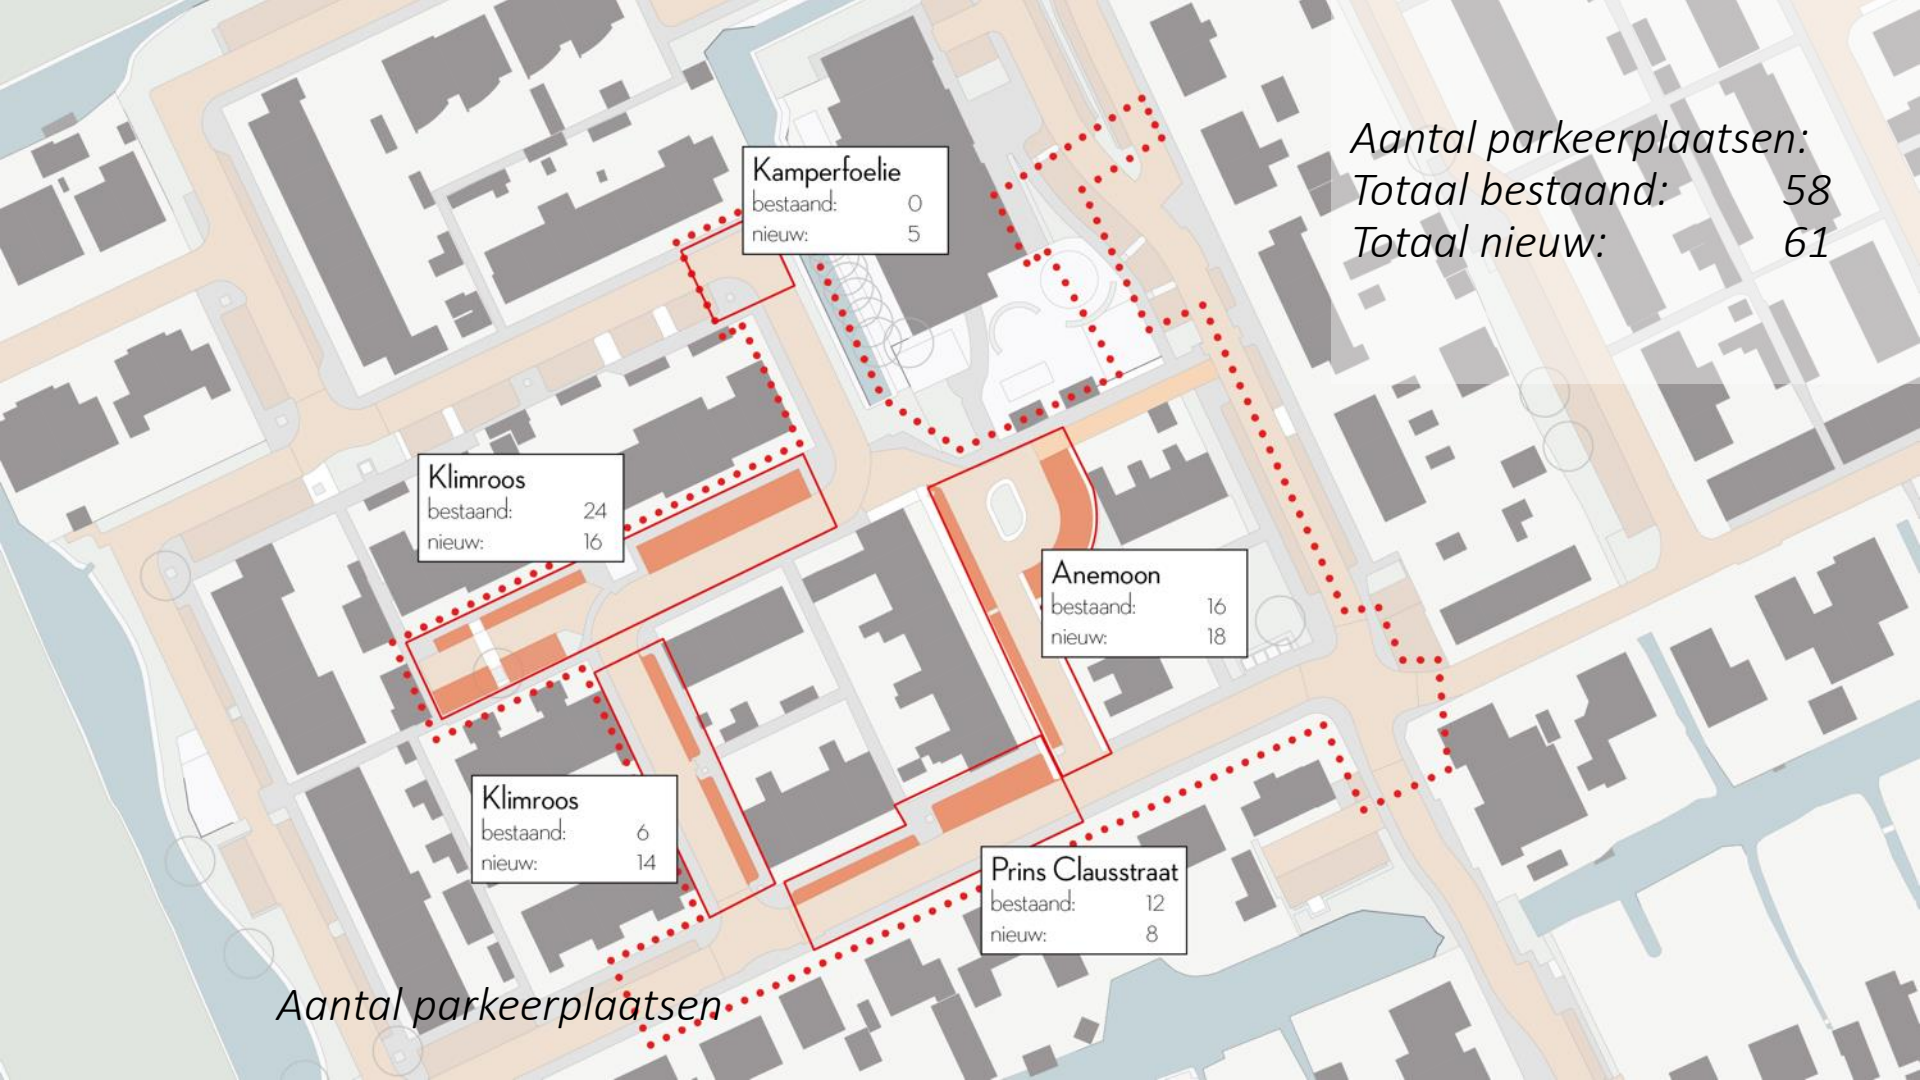 Aantal parkeerplaatsen:
Totaal bestaand: 58
Totaal nieuw: 61
Kamperfoelie
bestaand: 0
nieuw: 5
Klimroos
bestaand: 24
nieuw: 16
Anemoon
bestaand: 16
nieuw: 18
Klimroos
bestaand: 6
nieuw: 14
Prins Clausstraat
bestaand: 12
nieuw: 8
Aantal parkeerplaatsen